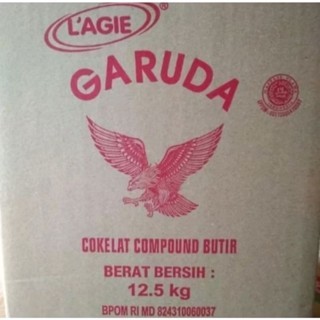 L'AGIE ®
GARUDA
COKELAT COMPOUND BUTIR
BERAT BERSIH :
12.5 kg
BPOM RI MD 824310060037